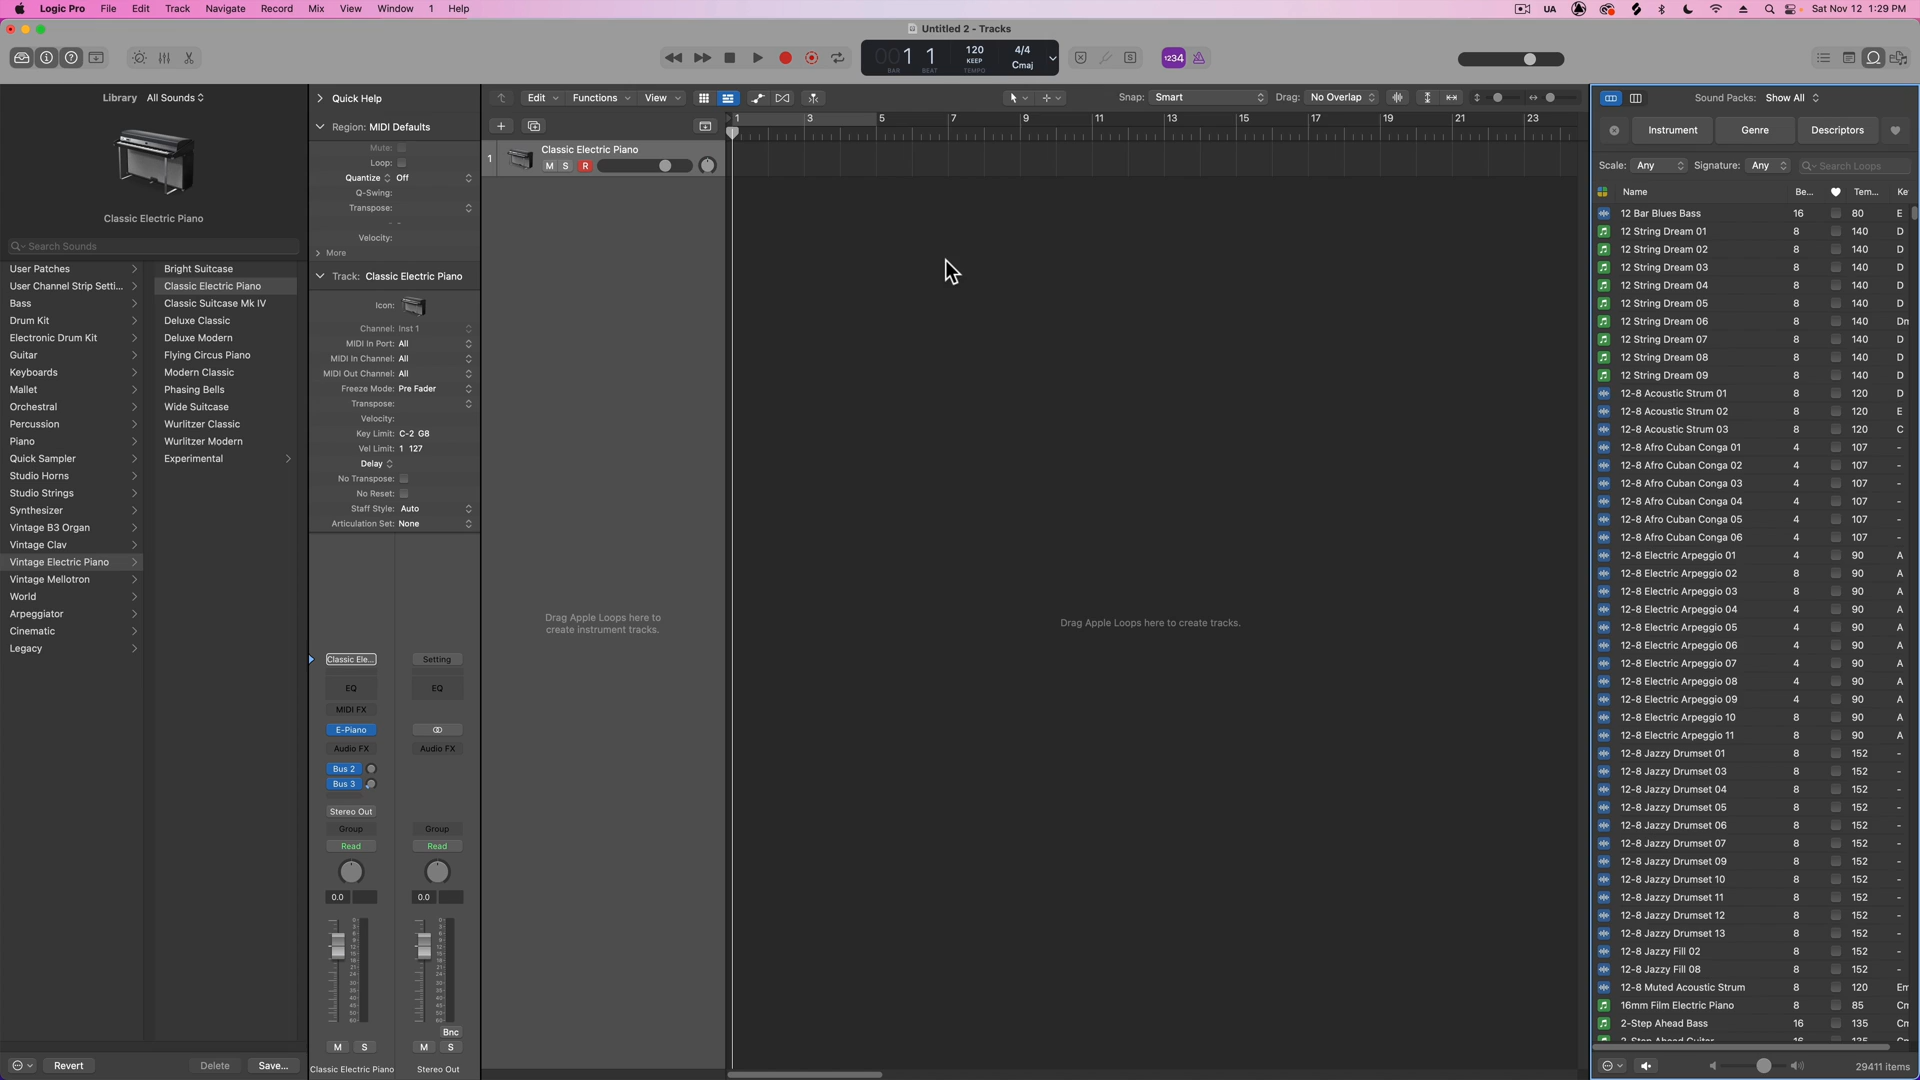 Logic Pro File Edit Track Navigate Record Mix View Window 1 Help
UA Sat Nov 12 1:29 PM
Untitled 2 - Tracks
001 1
BAR BEAT
120
KEEP
TEMPO
4/4
Cmaj
1234
Library All Sounds
Classic Electric Piano
Search Sounds
User Patches
User Channel Strip Setti...
Bass
Drum Kit
Electronic Drum Kit
Guitar
Keyboards
Mallet
Orchestral
Percussion
Piano
Quick Sampler
Studio Horns
Studio Strings
Synthesizer
Vintage B3 Organ
Vintage Clav
Vintage Electric Piano
Vintage Mellotron
World
Arpeggiator
Cinematic
Legacy
Bright Suitcase
Classic Electric Piano
Classic Suitcase Mk IV
Deluxe Classic
Deluxe Modern
Flying Circus Piano
Modern Classic
Phasing Bells
Wide Suitcase
Wurlitzer Classic
Wurlitzer Modern
Experimental
Revert Delete Save...
Quick Help
Region: MIDI Defaults
Mute:
Loop:
Quantize Off
Q-Swing:
Transpose:
Velocity:
More
Track: Classic Electric Piano
Icon:
Channel: Inst 1
MIDI In Port: All
MIDI In Channel: All
MIDI Out Channel: All
Freeze Mode: Pre Fader
Transpose:
Velocity:
Key Limit: C-2 G8
Vel Limit: 1 127
Delay
No Transpose:
No Reset:
Staff Style: Auto
Articulation Set: None
Classic Ele... Setting
EQ EQ
MIDI FX
E-Piano
Audio FX Audio FX
Bus 2
Bus 3
Stereo Out
Group Group
Read Read
0.0 0.0
Bnc
M S M S
Classic Electric Piano Stereo Out
Edit Functions View
Snap: Smart Drag: No Overlap
1 3 5 7 9 11 13 15 17 19 21 23
1 Classic Electric Piano
M S R
Drag Apple Loops here to
create instrument tracks.
Drag Apple Loops here to create tracks.
Sound Packs: Show All
Instrument Genre Descriptors
Scale: Any Signature: Any Search Loops
Name Be... Tem... Ke
12 Bar Blues Bass 16 80 E
12 String Dream 01 8 140 D
12 String Dream 02 8 140 D
12 String Dream 03 8 140 D
12 String Dream 04 8 140 D
12 String Dream 05 8 140 D
12 String Dream 06 8 140 Dm
12 String Dream 07 8 140 D
12 String Dream 08 8 140 D
12 String Dream 09 8 140 D
12-8 Acoustic Strum 01 8 120 D
12-8 Acoustic Strum 02 8 120 E
12-8 Acoustic Strum 03 8 120 C
12-8 Afro Cuban Conga 01 4 107 -
12-8 Afro Cuban Conga 02 4 107 -
12-8 Afro Cuban Conga 03 4 107 -
12-8 Afro Cuban Conga 04 4 107 -
12-8 Afro Cuban Conga 05 4 107 -
12-8 Afro Cuban Conga 06 4 107 -
12-8 Electric Arpeggio 01 4 90 A
12-8 Electric Arpeggio 02 4 90 A
12-8 Electric Arpeggio 03 8 90 A
12-8 Electric Arpeggio 04 4 90 A
12-8 Electric Arpeggio 05 4 90 A
12-8 Electric Arpeggio 06 4 90 A
12-8 Electric Arpeggio 07 4 90 A
12-8 Electric Arpeggio 08 4 90 A
12-8 Electric Arpeggio 09 4 90 A
12-8 Electric Arpeggio 10 8 90 A
12-8 Electric Arpeggio 11 8 90 A
12-8 Jazzy Drumset 01 8 152 -
12-8 Jazzy Drumset 03 8 152 -
12-8 Jazzy Drumset 04 8 152 -
12-8 Jazzy Drumset 05 8 152 -
12-8 Jazzy Drumset 06 8 152 -
12-8 Jazzy Drumset 07 8 152 -
12-8 Jazzy Drumset 09 8 152 -
12-8 Jazzy Drumset 10 8 152 -
12-8 Jazzy Drumset 11 8 152 -
12-8 Jazzy Drumset 12 8 152 -
12-8 Jazzy Drumset 13 8 152 -
12-8 Jazzy Fill 02 8 152 -
12-8 Jazzy Fill 08 8 152 -
12-8 Muted Acoustic Strum 8 120 Em
16mm Film Electric Piano 8 85 Cm
2-Step Ahead Bass 16 135 Cm
29411 items